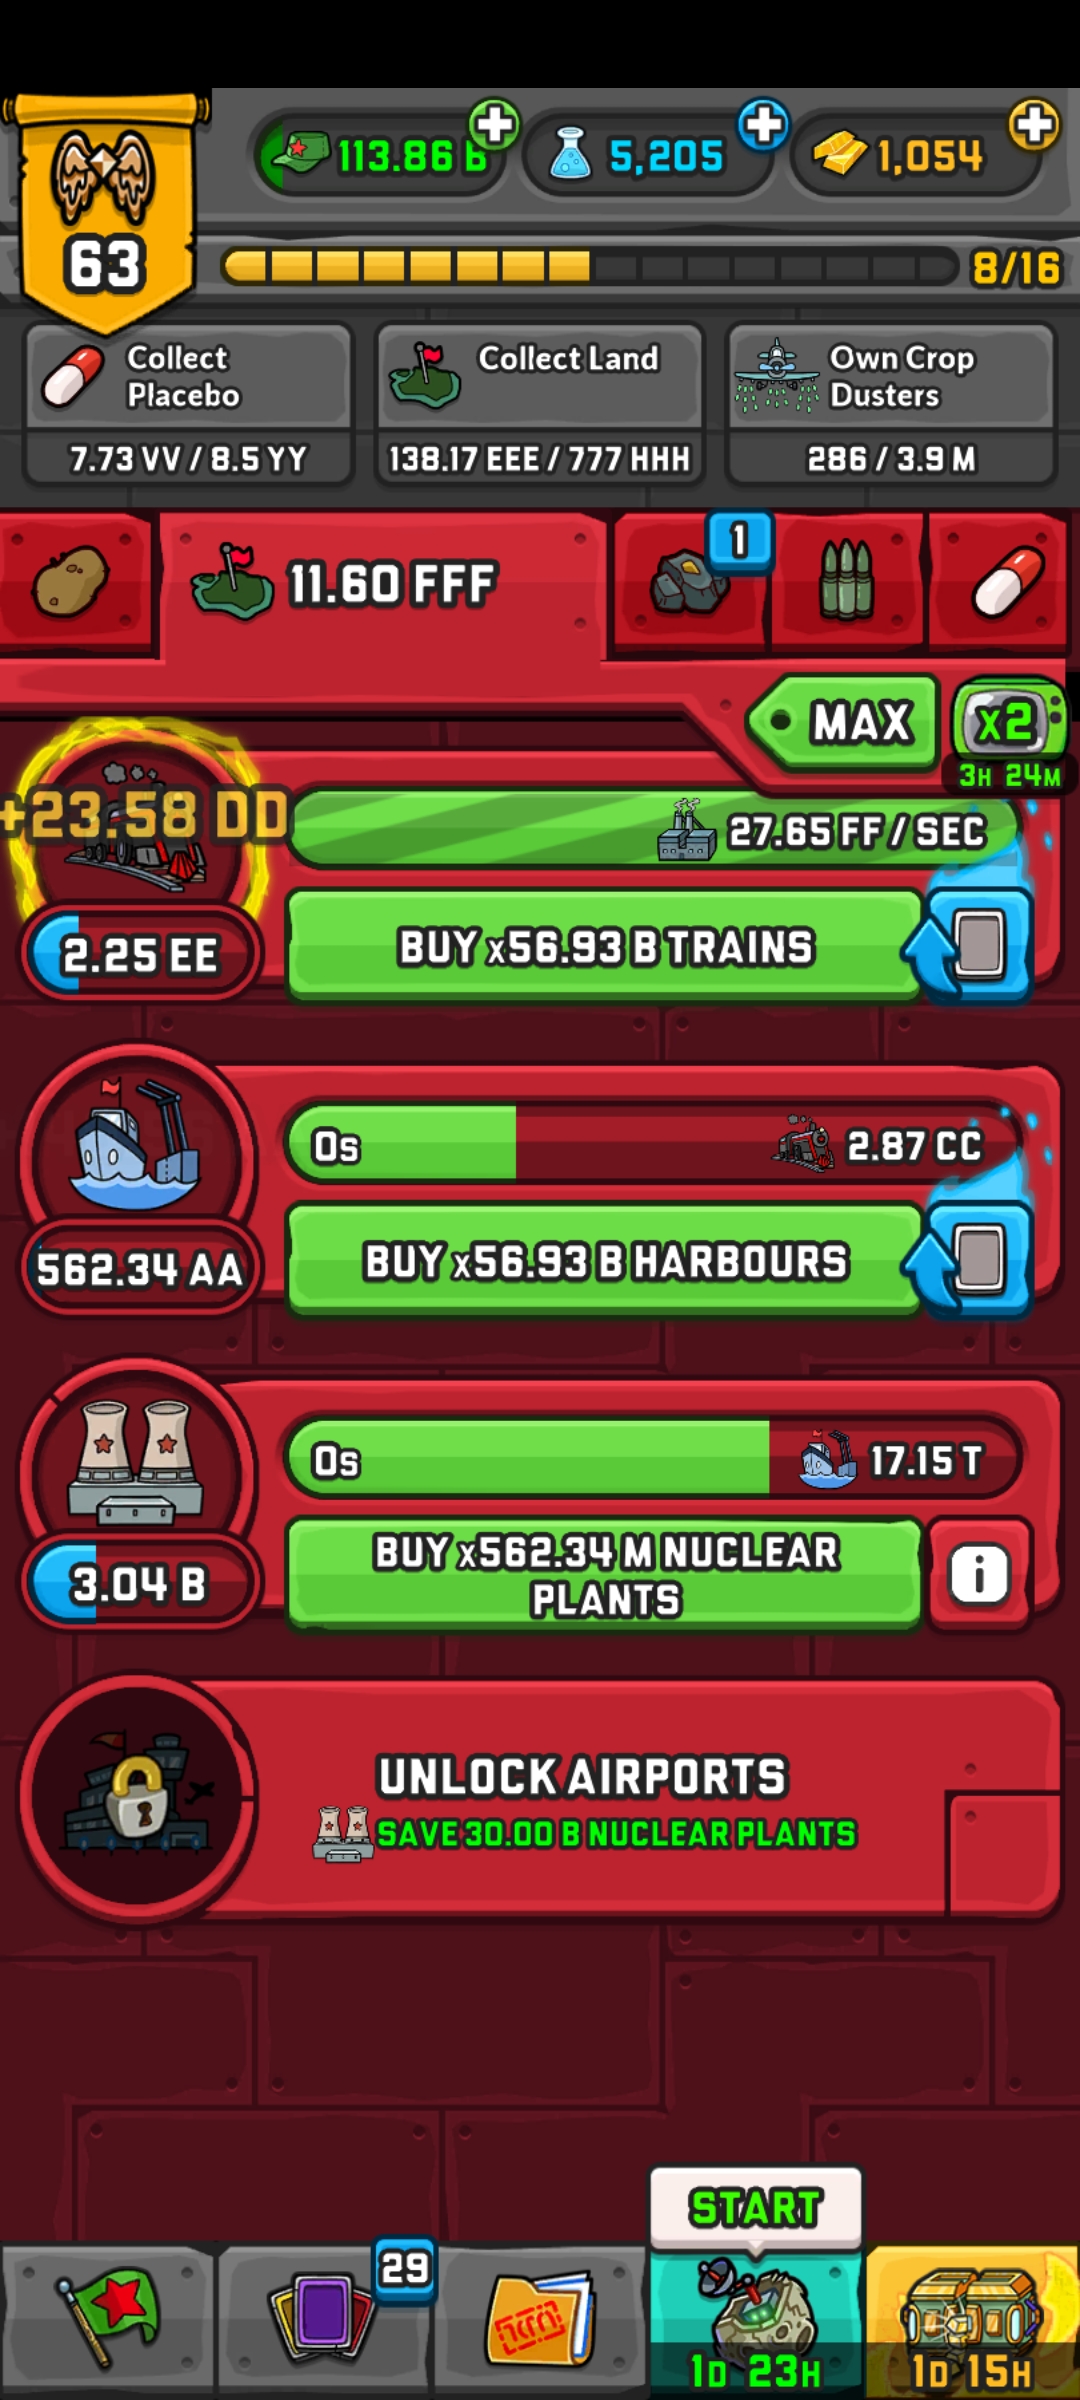 113.86 B
5,205
1,054
63
8/16
Collect
Placebo
7.73 VV / 8.5 YY
Collect Land
138.17 EEE / 777 HHH
Own Crop
Dusters
286 / 3.9 M
11.60 FFF
1
MAX
x2
3H 24M
+23.58 DD
27.65 FF / SEC
2.25 EE
BUY x56.93 B TRAINS
0s
2.87 CC
562.34 AA
BUY x56.93 B HARBOURS
0s
17.15 T
3.04 B
BUY x562.34 M NUCLEAR
PLANTS
i
UNLOCK AIRPORTS
SAVE 30.00 B NUCLEAR PLANTS
START
29
1D 23H
1D 15H